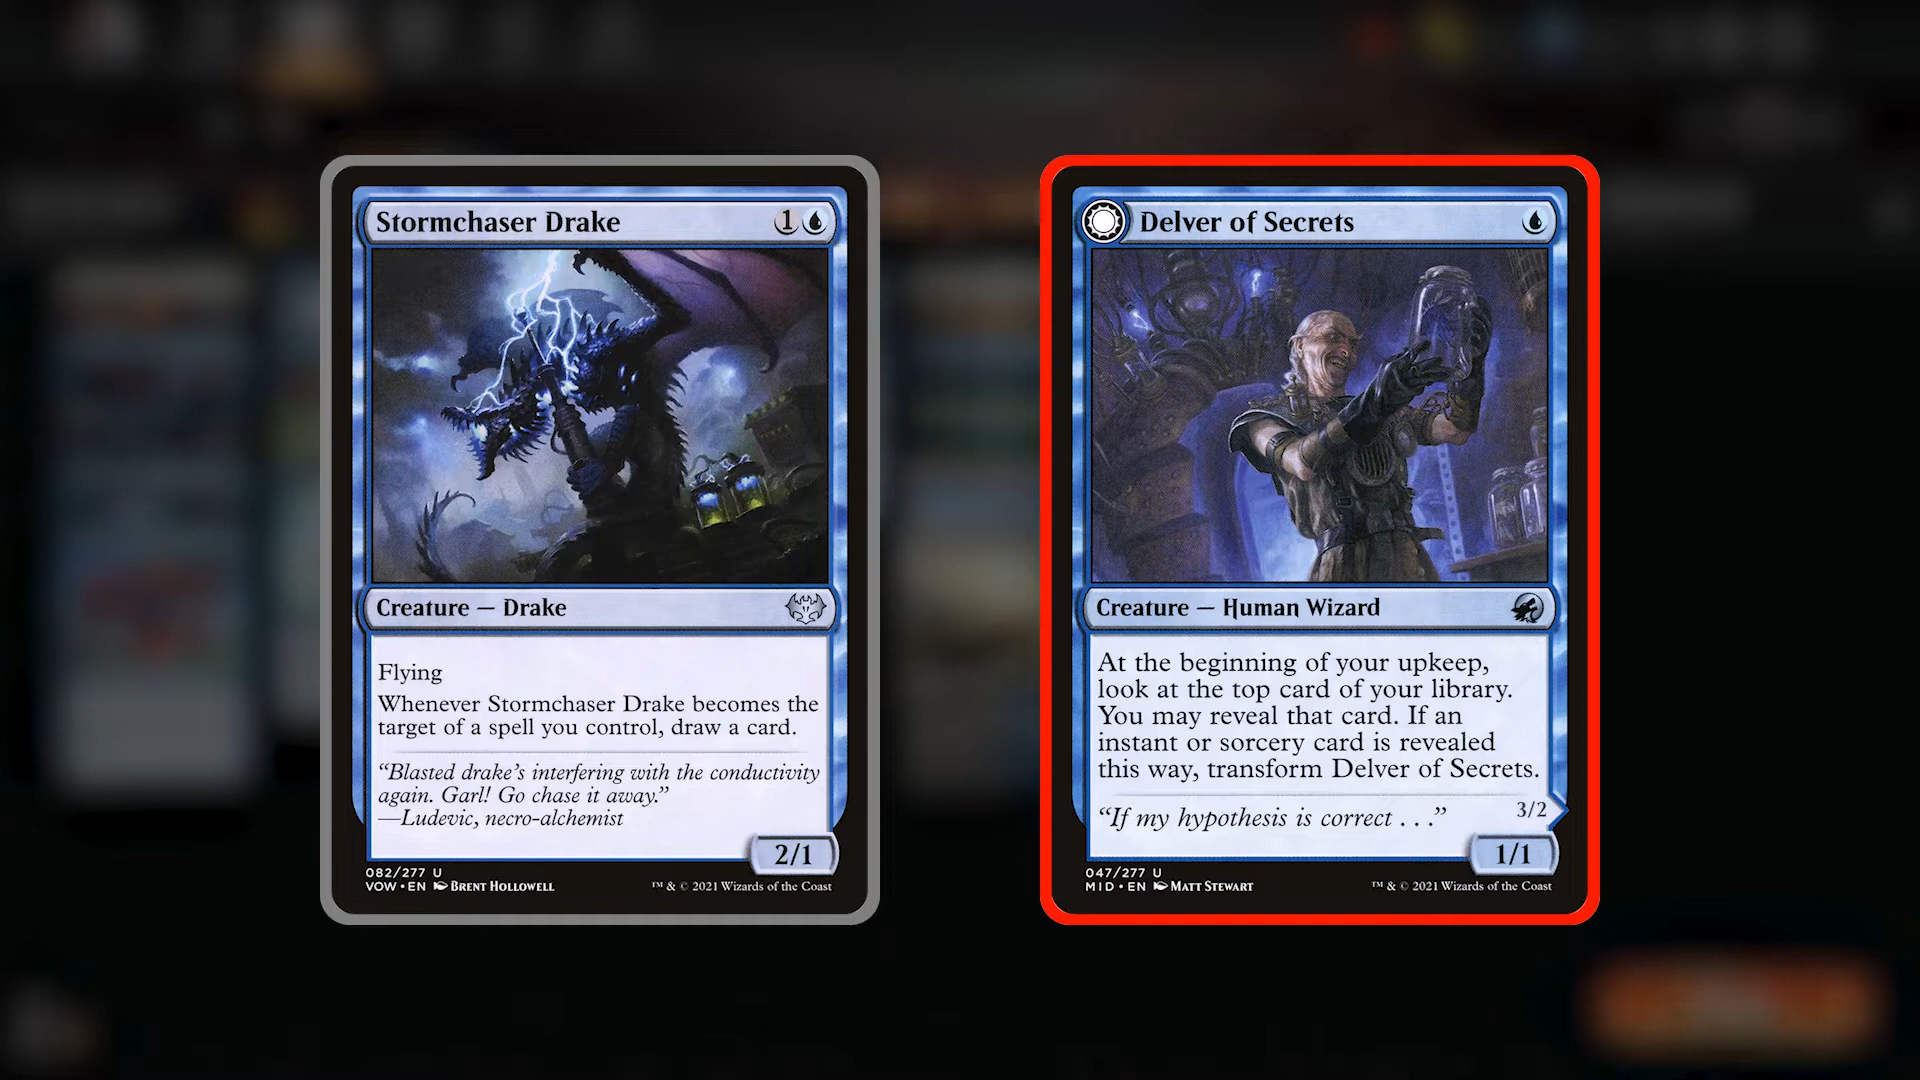 Stormchaser Drake 1
Creature — Drake
Flying
Whenever Stormchaser Drake becomes the
target of a spell you control, draw a card.
“Blasted drake’s interfering with the conductivity
again. Garl! Go chase it away.”
—Ludevic, necro-alchemist
2/1
082/277 U
VOW • EN BRENT HOLLOWELL
™ & © 2021 Wizards of the Coast
Delver of Secrets
Creature — Human Wizard
At the beginning of your upkeep,
look at the top card of your library.
You may reveal that card. If an
instant or sorcery card is revealed
this way, transform Delver of Secrets.
“If my hypothesis is correct . . .”
3/2
1/1
047/277 U
MID • EN MATT STEWART
™ & © 2021 Wizards of the Coast